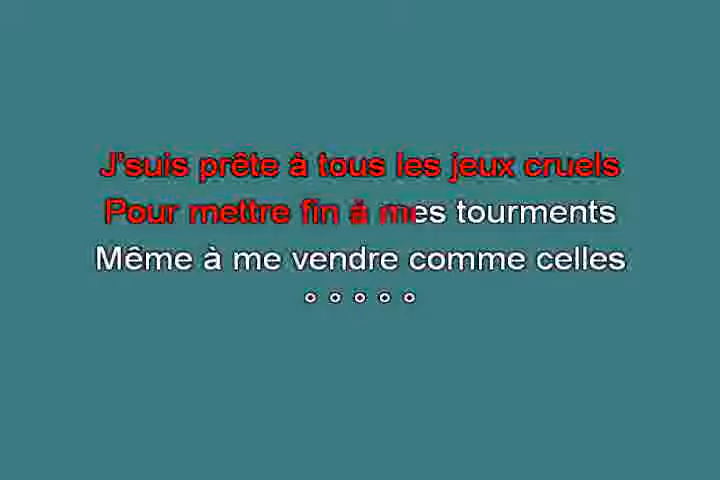 J'suis prête à tous les jeux cruels
Pour mettre fin à mes tourments
Même à me vendre comme celles